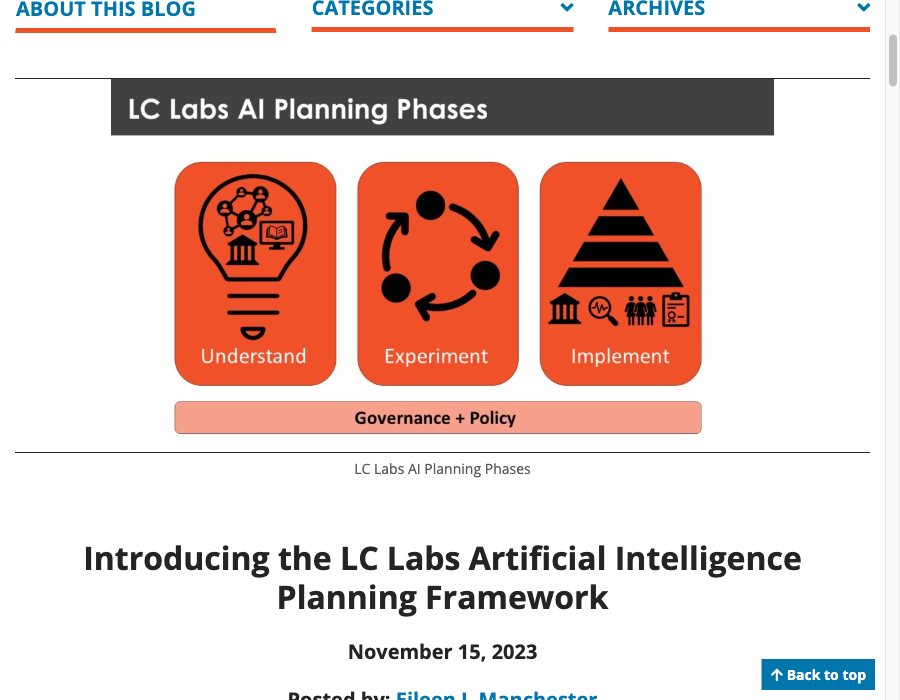 ABOUT THIS BLOG
CATEGORIES
ARCHIVES
LC Labs AI Planning Phases
Understand
Experiment
Implement
Governance + Policy
LC Labs AI Planning Phases
Introducing the LC Labs Artificial Intelligence
Planning Framework
November 15, 2023
Back to top
Posted by: Eileen J. Manchester